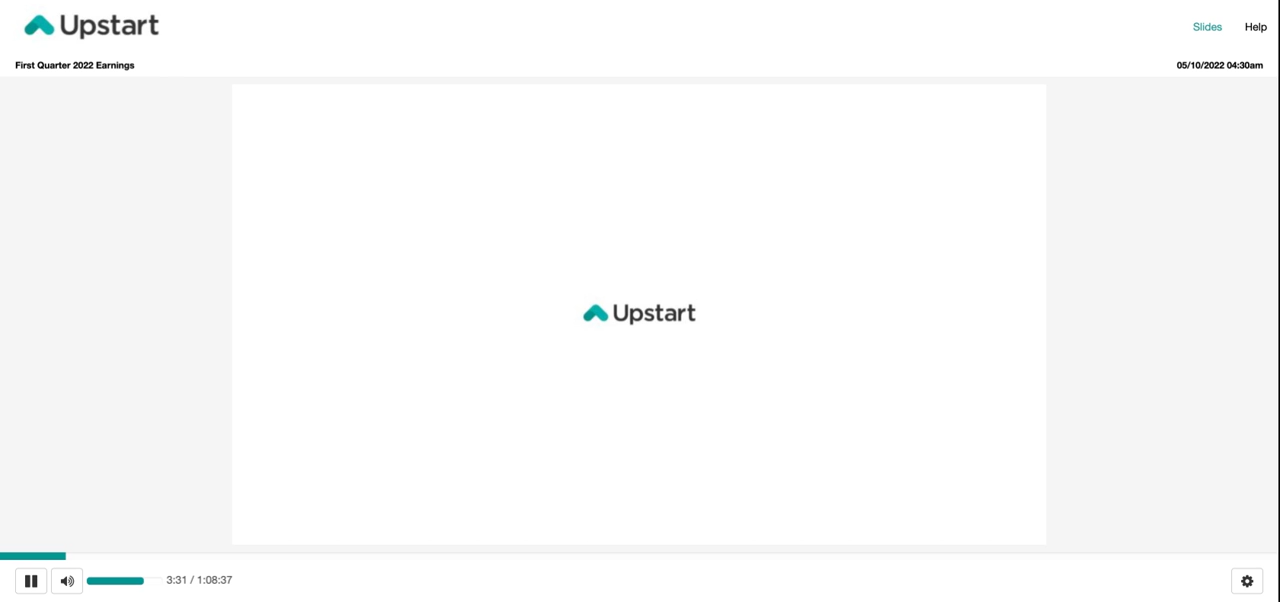 Upstart
Slides
Help
First Quarter 2022 Earnings
05/10/2022 04:30am
Upstart
3:31 / 1:08:37